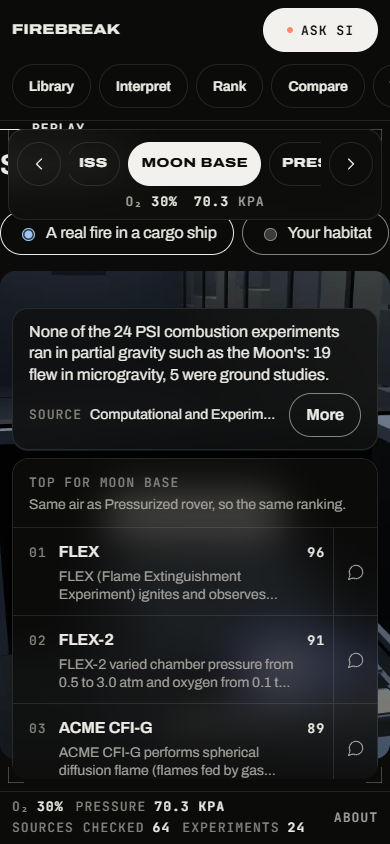 FIREBREAK
ASK SI
Library
Interpret
Rank
Compare
REPLAY
ISS
MOON BASE
O₂ 30% 70.3 KPA
A real fire in a cargo ship
Your habitat
None of the 24 PSI combustion experiments
ran in partial gravity such as the Moon's: 19
flew in microgravity, 5 were ground studies.
SOURCE Computational and Experim...
More
TOP FOR MOON BASE
Same air as Pressurized rover, so the same ranking.
01 FLEX 96
FLEX (Flame Extinguishment
Experiment) ignites and observes...
02 FLEX-2 91
FLEX-2 varied chamber pressure from
0.5 to 3.0 atm and oxygen from 0.1 t...
03 ACME CFI-G 89
ACME CFI-G performs spherical
diffusion flame (flames fed by gas...
O₂ 30% PRESSURE 70.3 KPA
SOURCES CHECKED 64 EXPERIMENTS 24
ABOUT